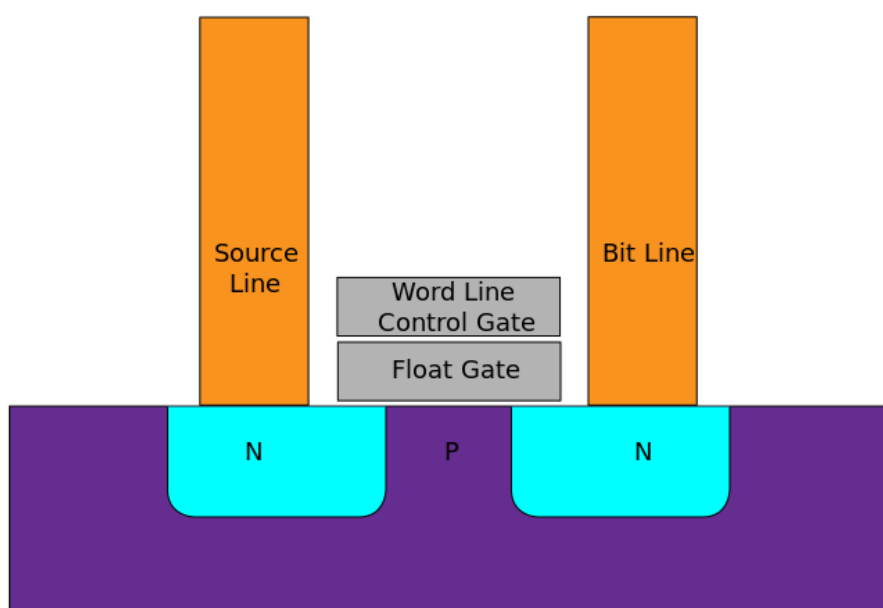 Source
Line
Bit Line
Word Line
Control Gate
Float Gate
N
P
N